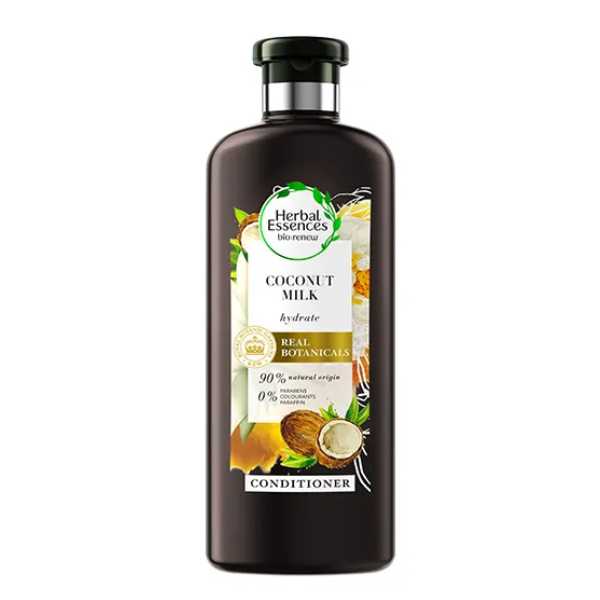 Herbal
Essences
bio:renew
COCONUT
MILK
hydrate
REAL
BOTANICALS
90% natural origin
0% PARABENS
COLOURANTS
PARAFFIN
CONDITIONER